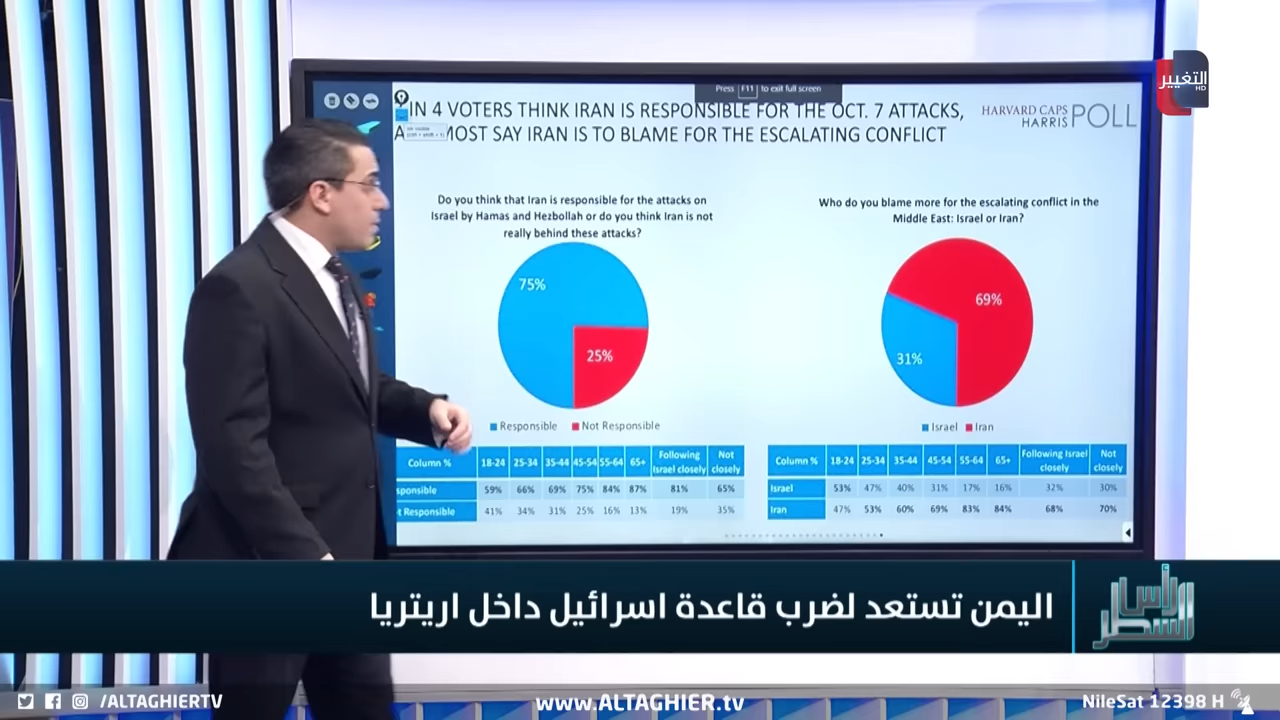 التغيير
HD
Press F11 to exit full screen
IN 4 VOTERS THINK IRAN IS RESPONSIBLE FOR THE OCT. 7 ATTACKS,
MOST SAY IRAN IS TO BLAME FOR THE ESCALATING CONFLICT
HARVARD CAPS
HARRIS POLL
Do you think that Iran is responsible for the attacks on
Israel by Hamas and Hezbollah or do you think Iran is not
really behind these attacks?
75%
25%
Responsible Not Responsible
Column % 18-24 25-34 35-44 45-54 55-64 65+ Following Israel closely Not closely
sponsible 59% 66% 69% 75% 84% 87% 81% 65%
t Responsible 41% 34% 31% 25% 16% 13% 19% 35%
Who do you blame more for the escalating conflict in the
Middle East: Israel or Iran?
69%
31%
Israel Iran
Column % 18-24 25-34 35-44 45-54 55-64 65+ Following Israel closely Not closely
Israel 53% 47% 40% 31% 17% 16% 32% 30%
Iran 47% 53% 60% 69% 83% 84% 68% 70%
رأس السطر
اليمن تستعد لضرب قاعدة اسرائيل داخل اريتريا
/ALTAGHIERTV
www.ALTAGHIER.tv
NileSat 12398 H